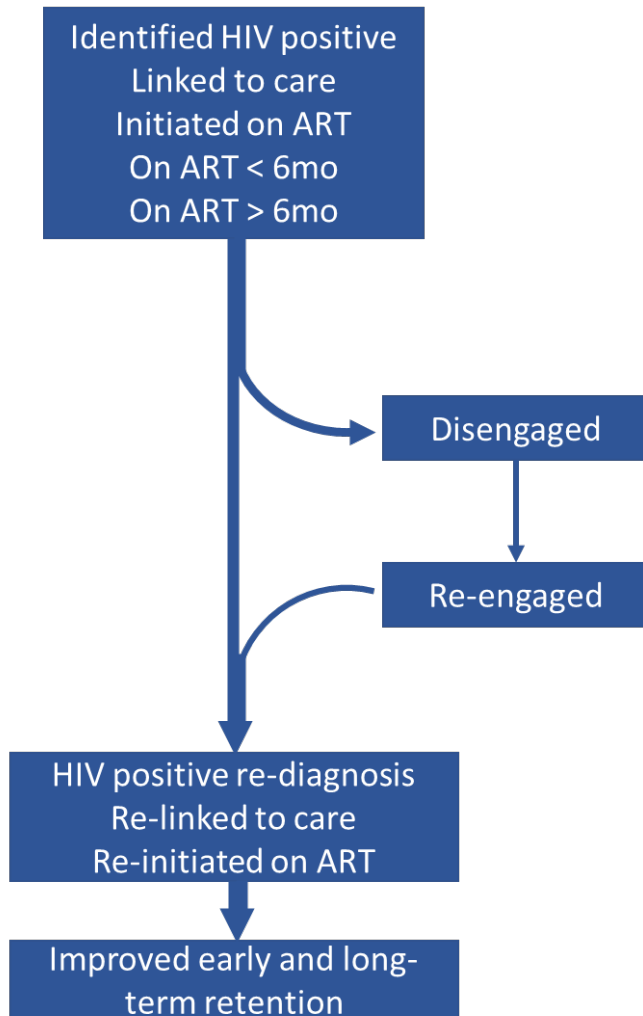 Identified HIV positive
Linked to care
Initiated on ART
On ART < 6mo
On ART > 6mo
Disengaged
Re-engaged
HIV positive re-diagnosis
Re-linked to care
Re-initiated on ART
Improved early and long-
term retention